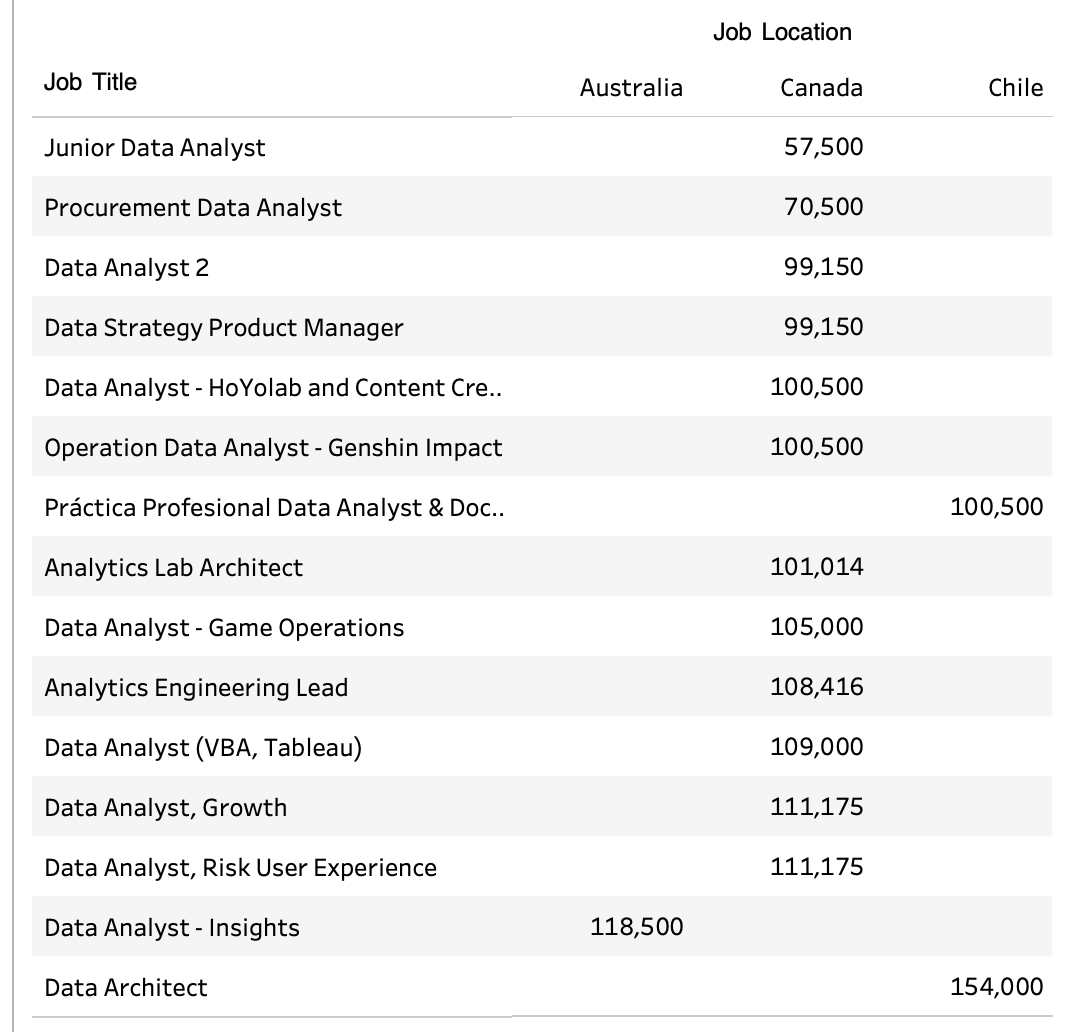 Job Location
Job Title Australia Canada Chile
Junior Data Analyst 57,500
Procurement Data Analyst 70,500
Data Analyst 2 99,150
Data Strategy Product Manager 99,150
Data Analyst - HoYolab and Content Cre.. 100,500
Operation Data Analyst - Genshin Impact 100,500
Práctica Profesional Data Analyst & Doc.. 100,500
Analytics Lab Architect 101,014
Data Analyst - Game Operations 105,000
Analytics Engineering Lead 108,416
Data Analyst (VBA, Tableau) 109,000
Data Analyst, Growth 111,175
Data Analyst, Risk User Experience 111,175
Data Analyst - Insights 118,500
Data Architect 154,000